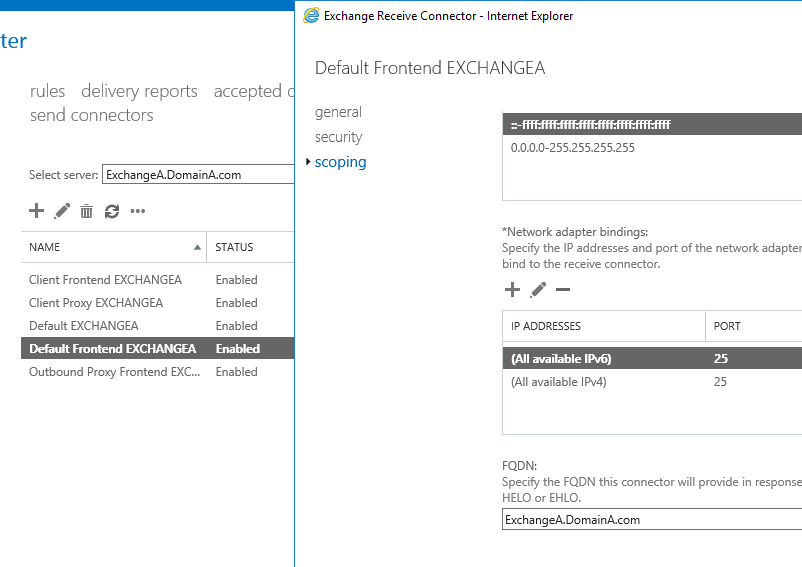 ter
rules delivery reports accepted
send connectors
Select server: ExchangeA.DomainA.com
NAME STATUS
Client Frontend EXCHANGEA Enabled
Client Proxy EXCHANGEA Enabled
Default EXCHANGEA Enabled
Default Frontend EXCHANGEA Enabled
Outbound Proxy Frontend EXC... Enabled
Exchange Receive Connector - Internet Explorer
Default Frontend EXCHANGEA
general
security
scoping
::-ffff:ffff:ffff:ffff:ffff:ffff:ffff:ffff
0.0.0.0-255.255.255.255
*Network adapter bindings:
Specify the IP addresses and port of the network adapter
bind to the receive connector.
IP ADDRESSES PORT
(All available IPv6) 25
(All available IPv4) 25
FQDN:
Specify the FQDN this connector will provide in response
HELO or EHLO.
ExchangeA.DomainA.com